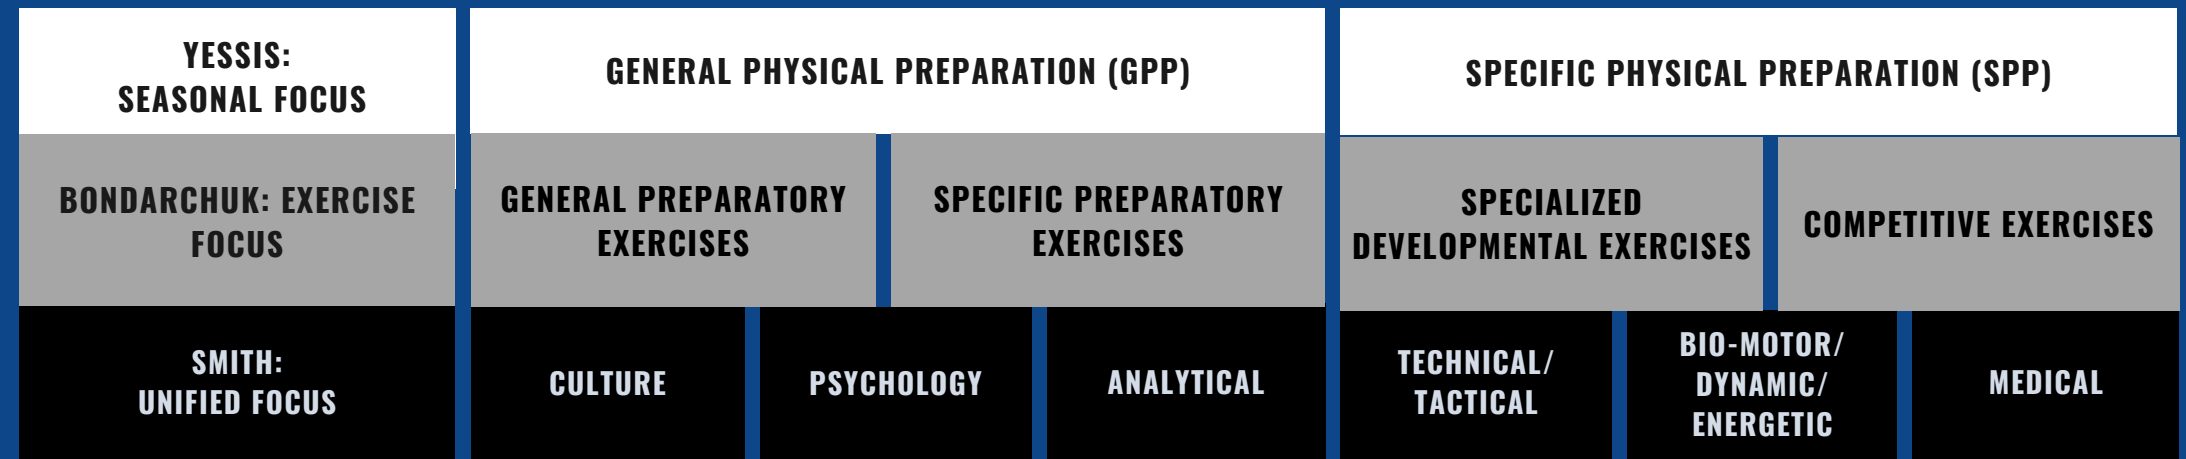 YESSIS:
SEASONAL FOCUS
GENERAL PHYSICAL PREPARATION (GPP)
SPECIFIC PHYSICAL PREPARATION (SPP)
BONDARCHUK: EXERCISE
FOCUS
GENERAL PREPARATORY
EXERCISES
SPECIFIC PREPARATORY
EXERCISES
SPECIALIZED
DEVELOPMENTAL EXERCISES
COMPETITIVE EXERCISES
SMITH:
UNIFIED FOCUS
CULTURE
PSYCHOLOGY
ANALYTICAL
TECHNICAL/
TACTICAL
BIO-MOTOR/
DYNAMIC/
ENERGETIC
MEDICAL